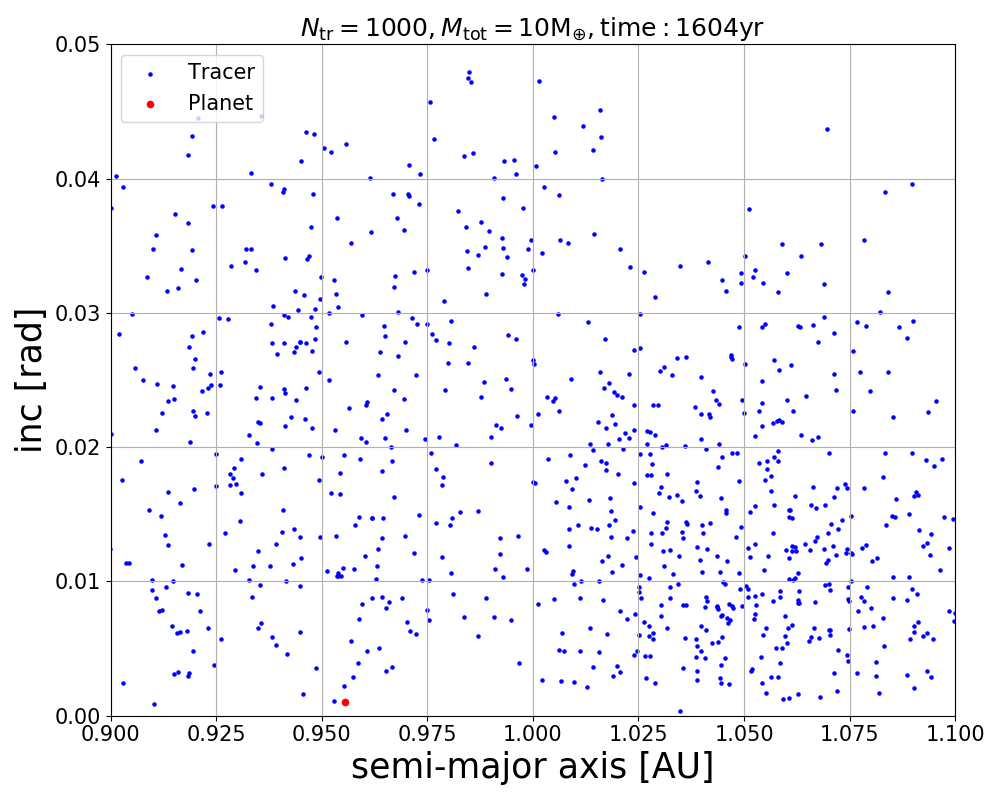 N_tr = 1000, M_tot = 10M_⊕, time : 1604yr
Tracer
Planet
0.05
0.04
0.03
0.02
0.01
0.00
inc [rad]
0.900 0.925 0.950 0.975 1.000 1.025 1.050 1.075 1.100
semi-major axis [AU]